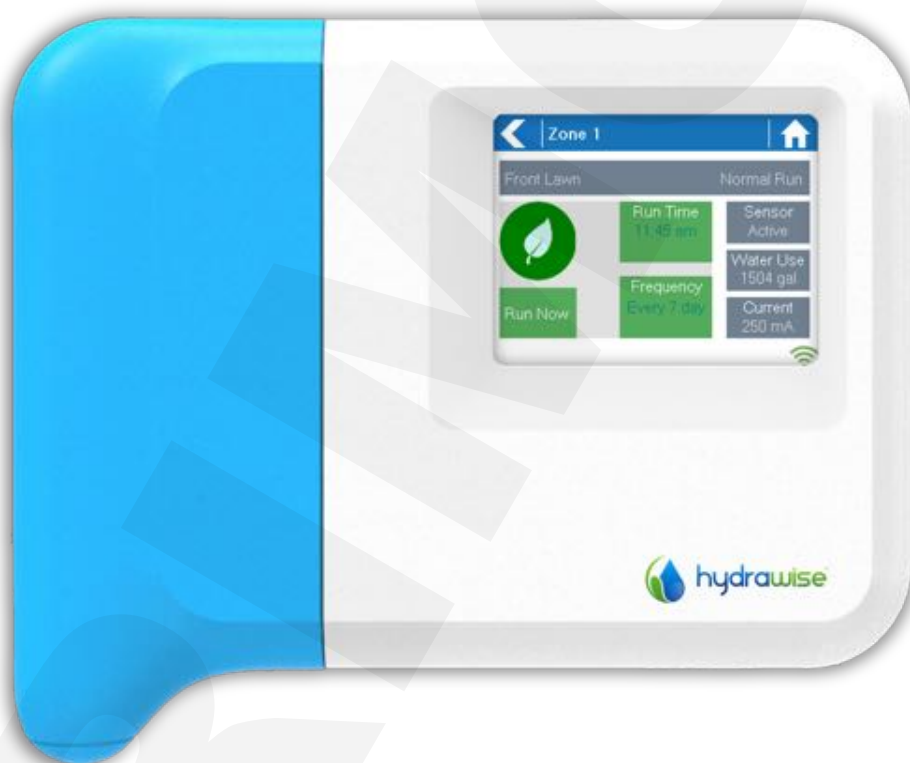 Zone 1
Front Lawn Normal Run
Run Time
11:45 am
Sensor
Active
Water Use
1504 gal
Run Now
Frequency
Every 7 day
Current
250 mA
hydrawise